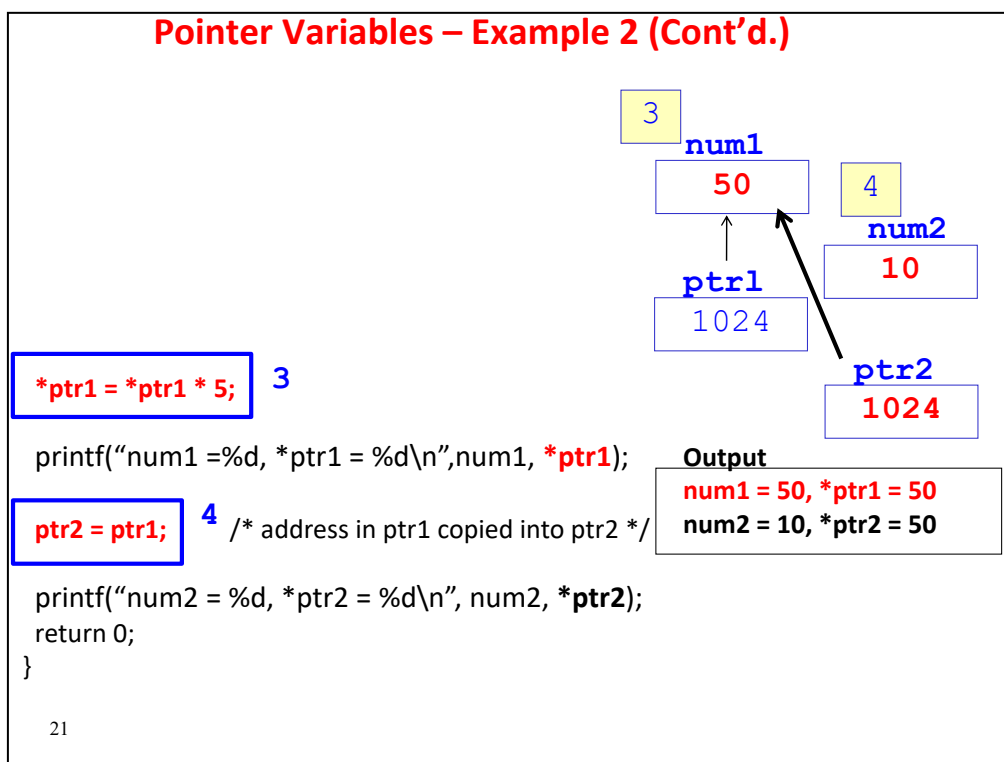 Pointer Variables – Example 2 (Cont’d.)
3
num1
50
4
num2
10
ptr1
1024
ptr2
1024
*ptr1 = *ptr1 * 5;
3
printf(“num1 =%d, *ptr1 = %d\n”,num1, *ptr1);
Output
num1 = 50, *ptr1 = 50
num2 = 10, *ptr2 = 50
ptr2 = ptr1;
4
/* address in ptr1 copied into ptr2 */
printf(“num2 = %d, *ptr2 = %d\n”, num2, *ptr2);
return 0;
}
21